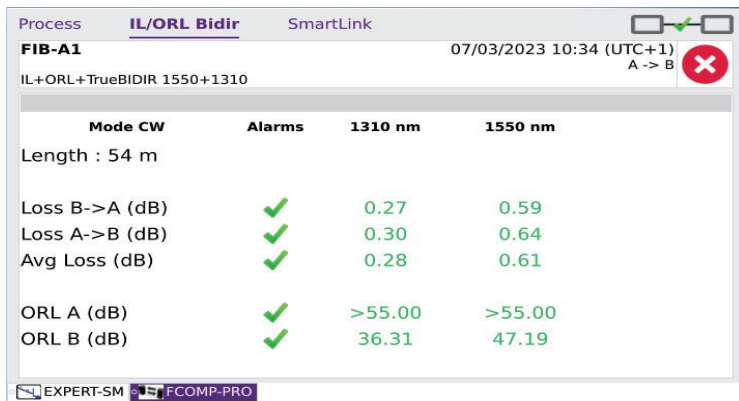 Process IL/ORL Bidir SmartLink
FIB-A1 07/03/2023 10:34 (UTC+1)
A -> B
IL+ORL+TrueBIDIR 1550+1310
Mode CW Alarms 1310 nm 1550 nm
Length : 54 m
Loss B->A (dB) 0.27 0.59
Loss A->B (dB) 0.30 0.64
Avg Loss (dB) 0.28 0.61
ORL A (dB) >55.00 >55.00
ORL B (dB) 36.31 47.19
EXPERT-SM FCOMP-PRO